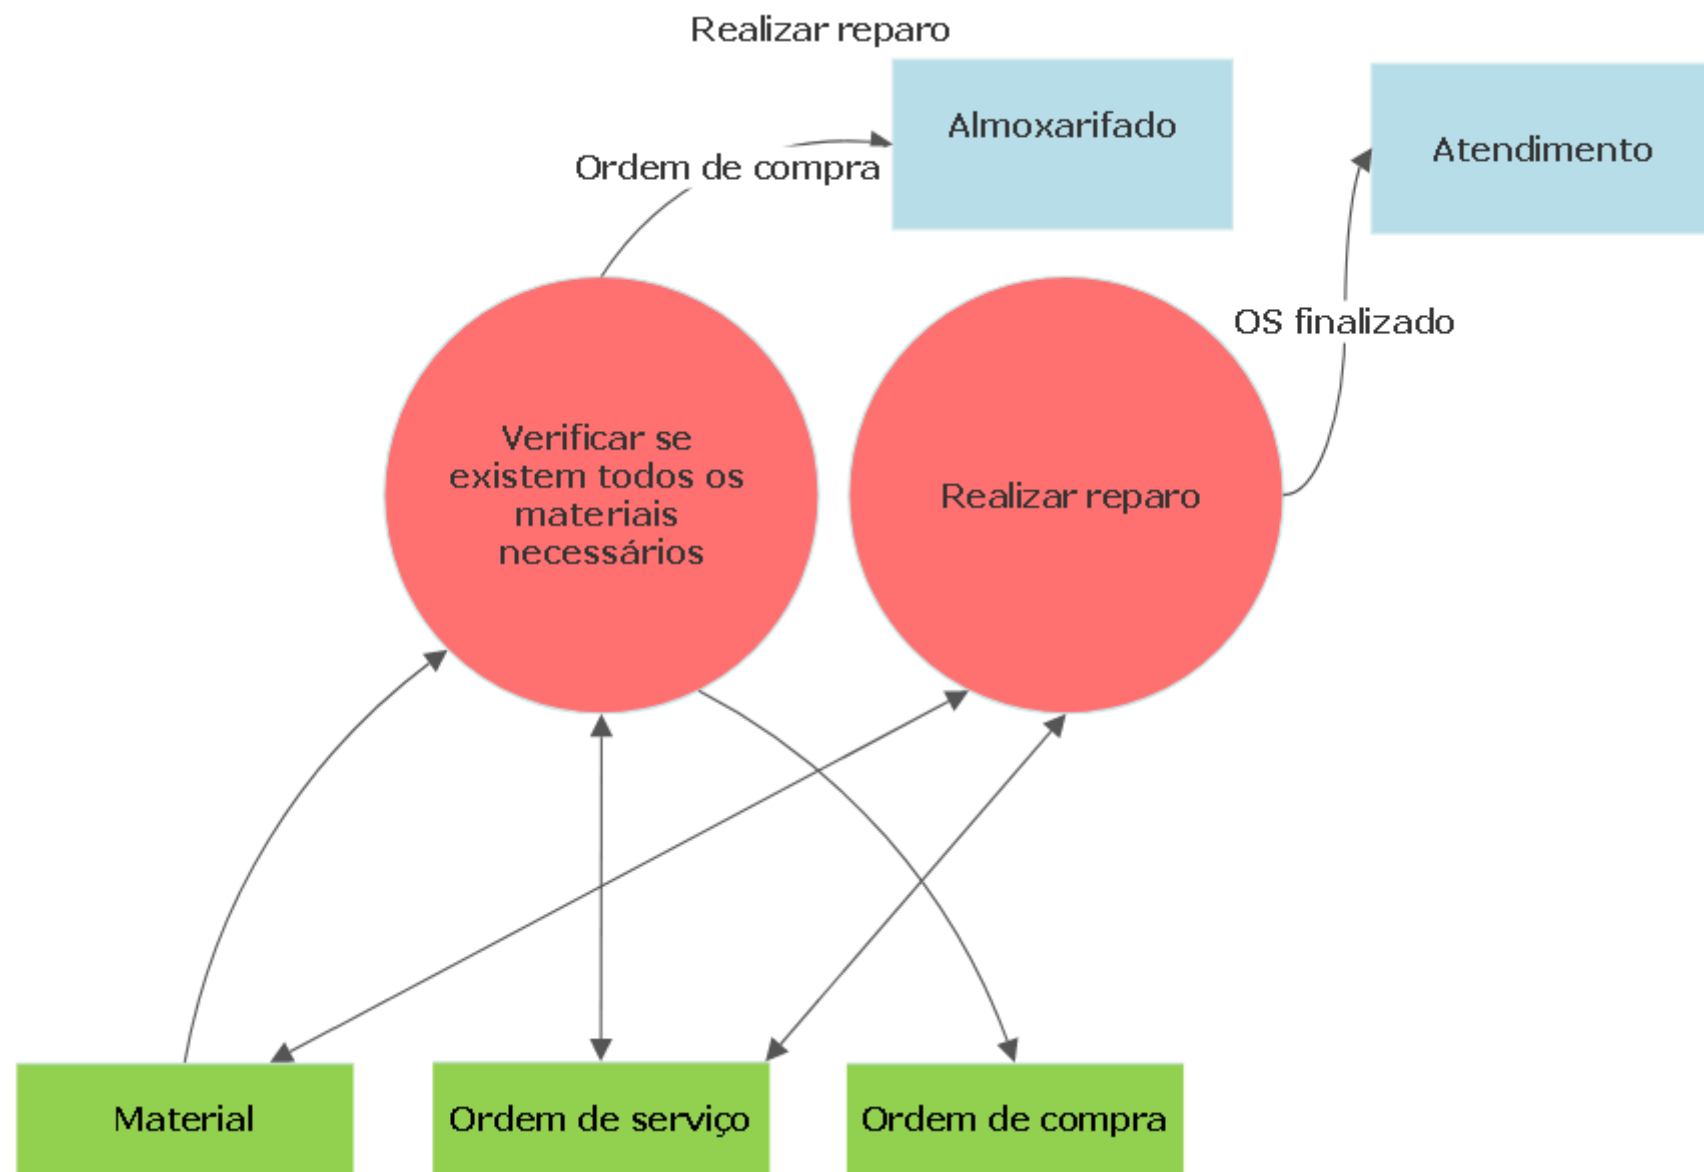 Realizar reparo
Almoxarifado
Atendimento
Ordem de compra
OS finalizado
Verificar se
existem todos os
materiais
necessários
Realizar reparo
Material
Ordem de serviço
Ordem de compra